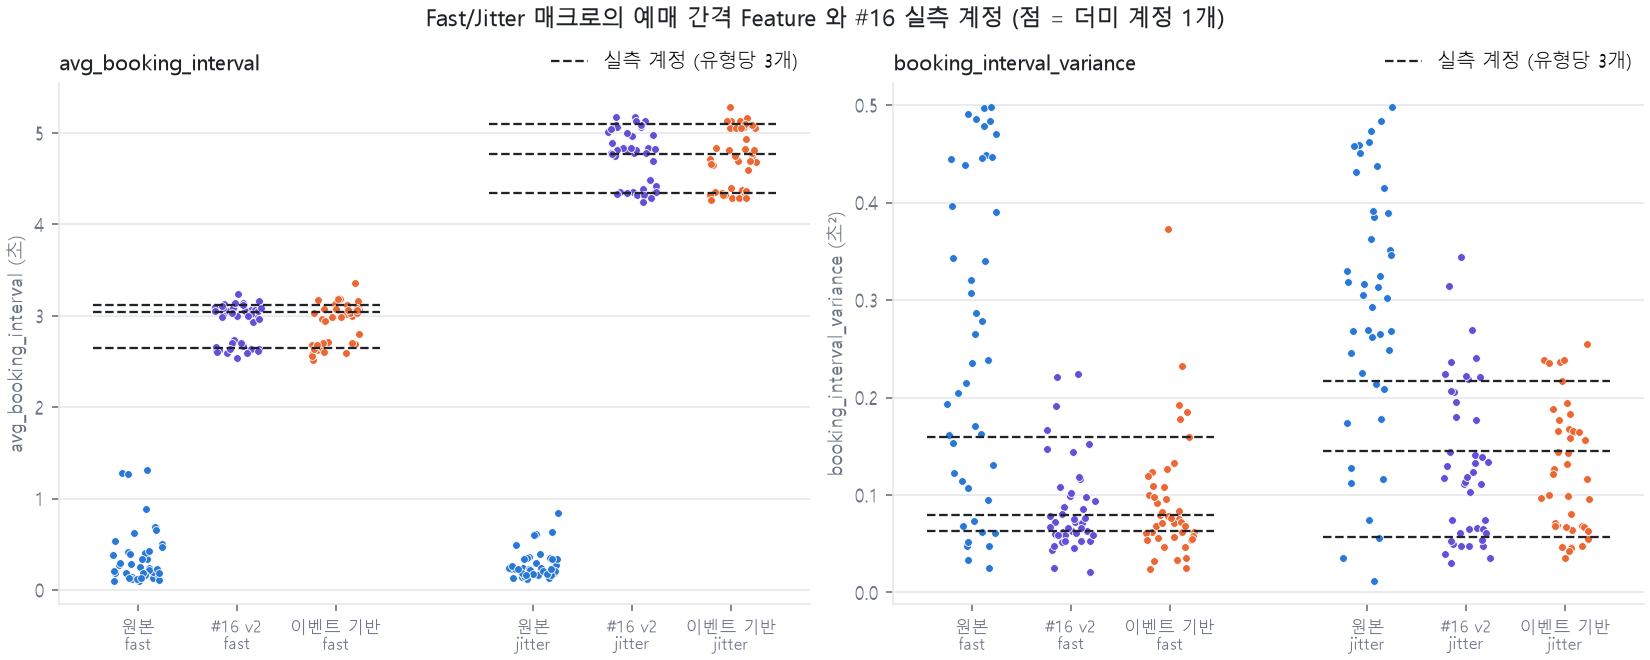 Fast/Jitter 매크로의 예매 간격 Feature 와 #16 실측 계정 (점 = 더미 계정 1개)
avg_booking_interval
실측 계정 (유형당 3개)
avg_booking_interval (초)
5
4
3
2
1
0
원본
fast
#16 v2
fast
이벤트 기반
fast
원본
jitter
#16 v2
jitter
이벤트 기반
jitter
booking_interval_variance
실측 계정 (유형당 3개)
booking_interval_variance (초²)
0.5
0.4
0.3
0.2
0.1
0.0
원본
fast
#16 v2
fast
이벤트 기반
fast
원본
jitter
#16 v2
jitter
이벤트 기반
jitter